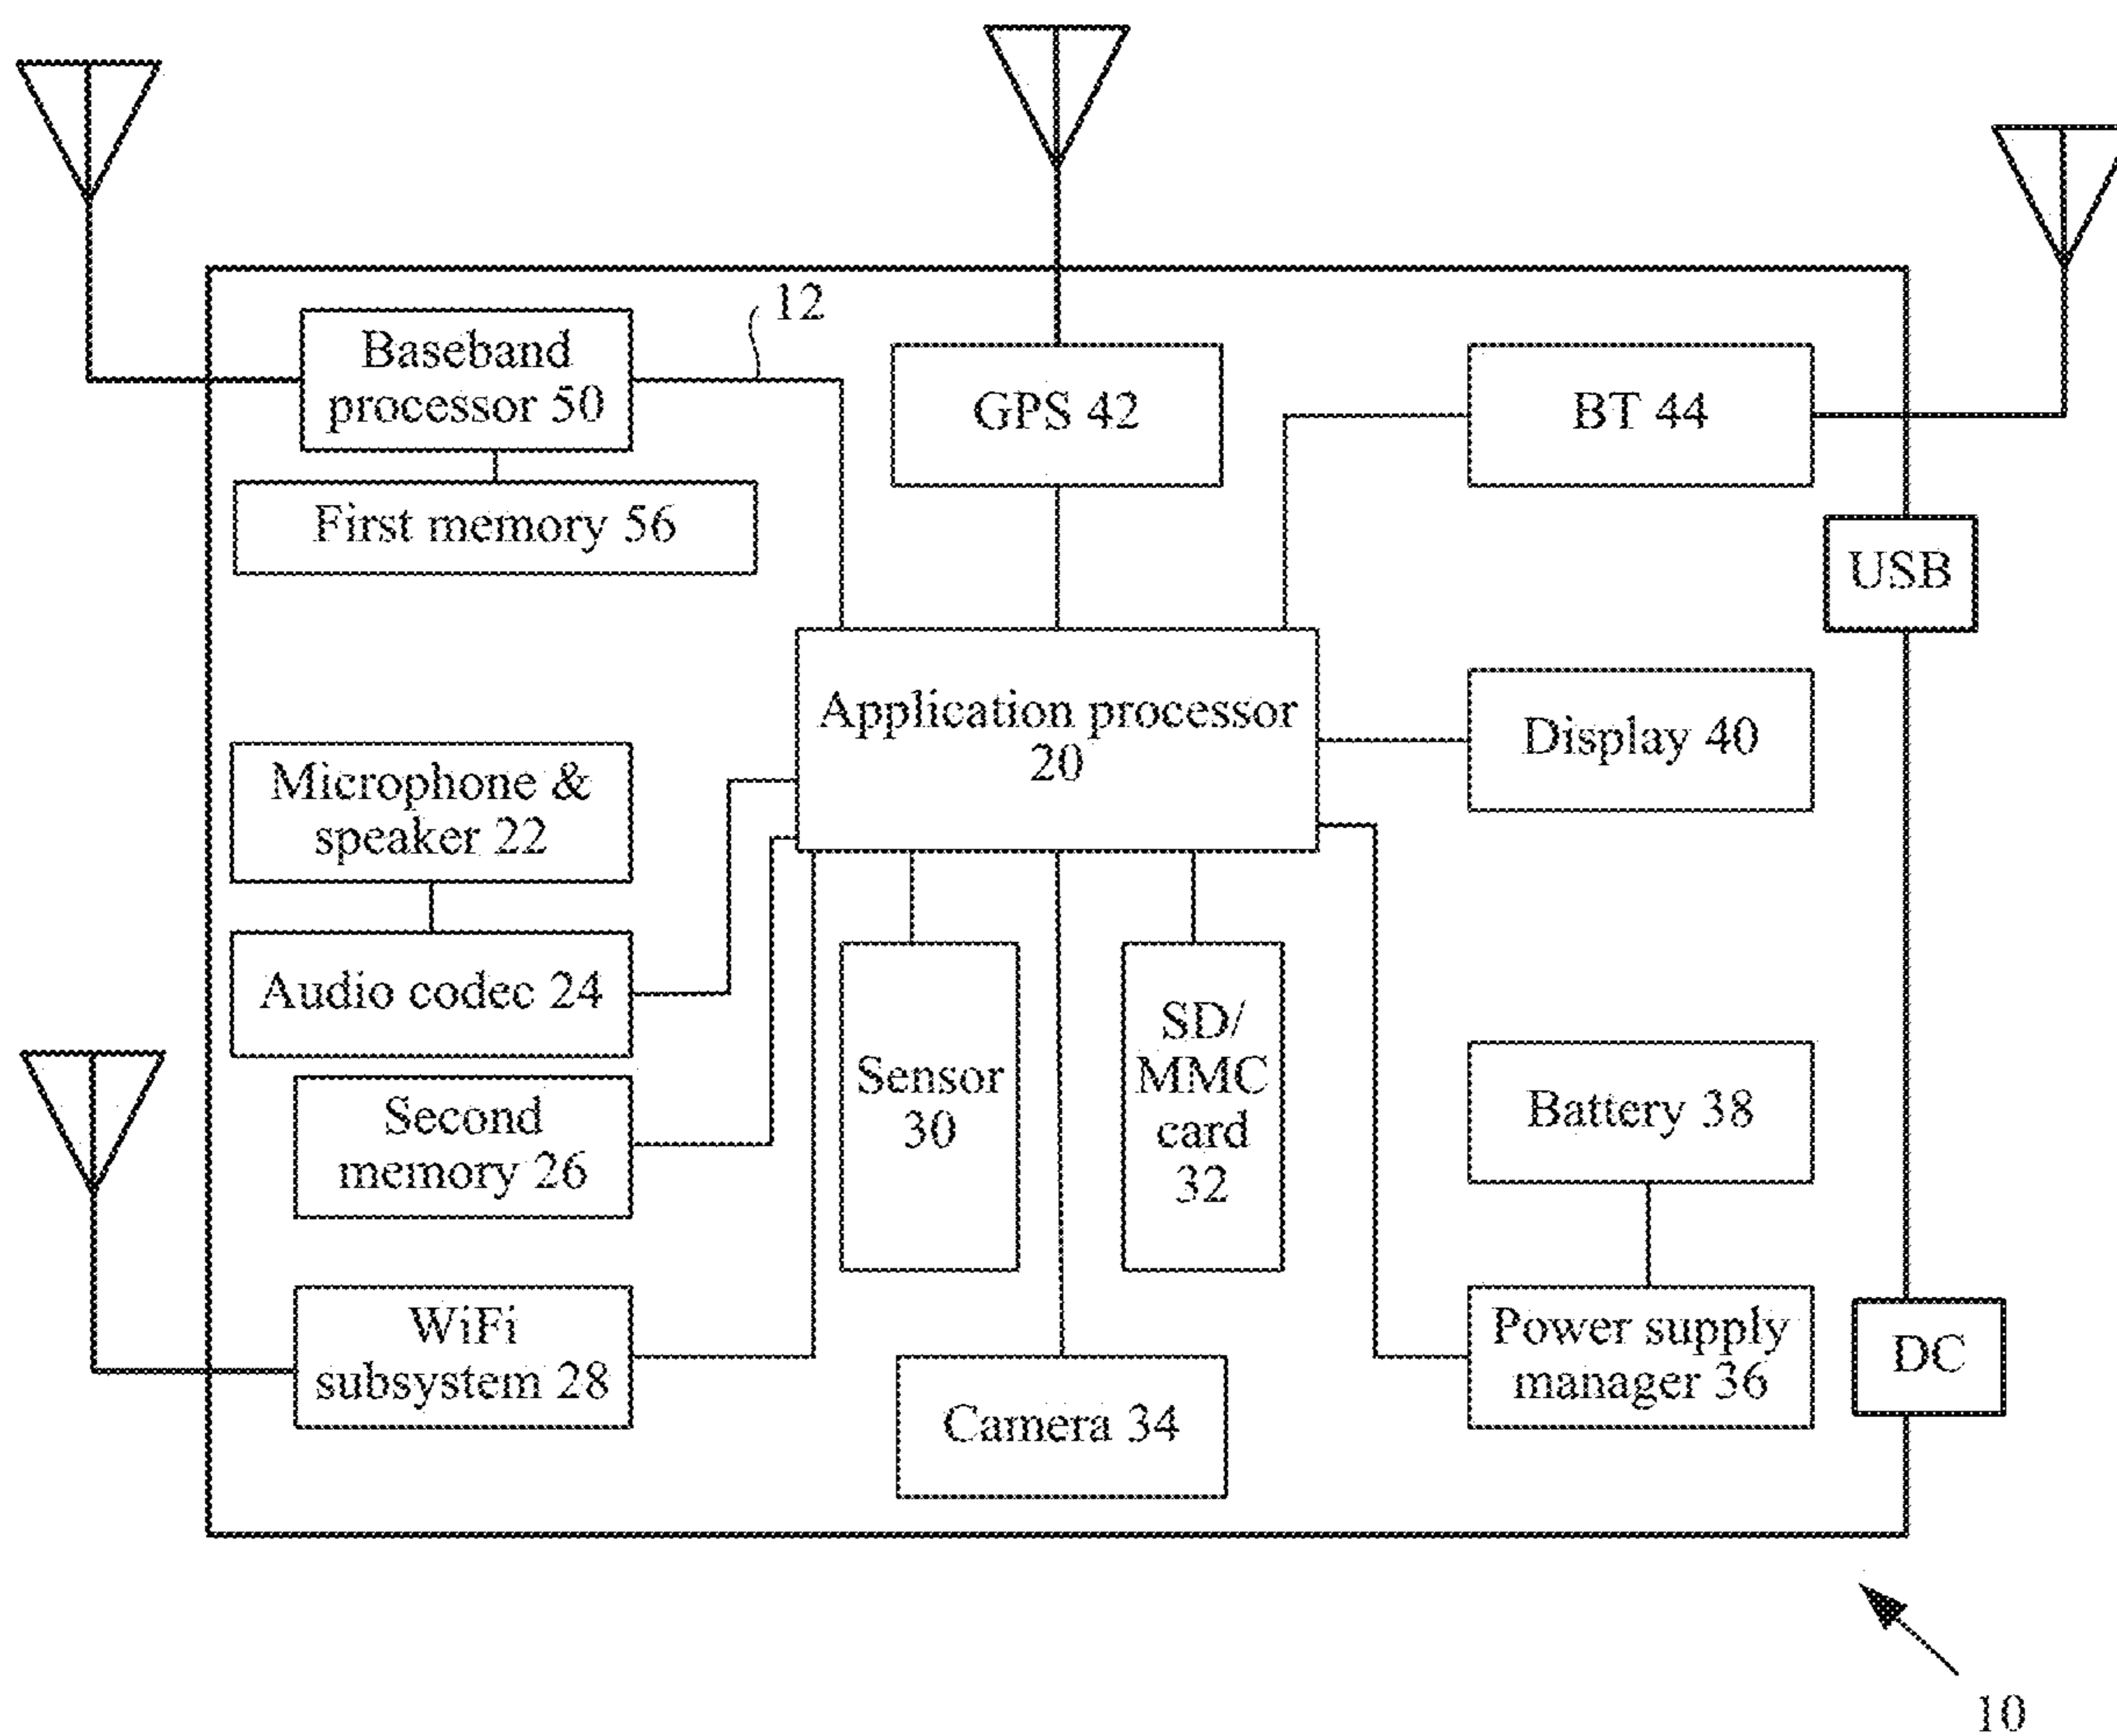 12
Baseband
processor 50
GPS 42
BT 44
First memory 56
USB
Application processor
20
Display 40
Microphone &
speaker 22
Audio codec 24
Second
memory 26
Sensor
30
SD/
MMC
card
32
Battery 38
WiFi
subsystem 28
Power supply
manager 36
DC
Camera 34
10